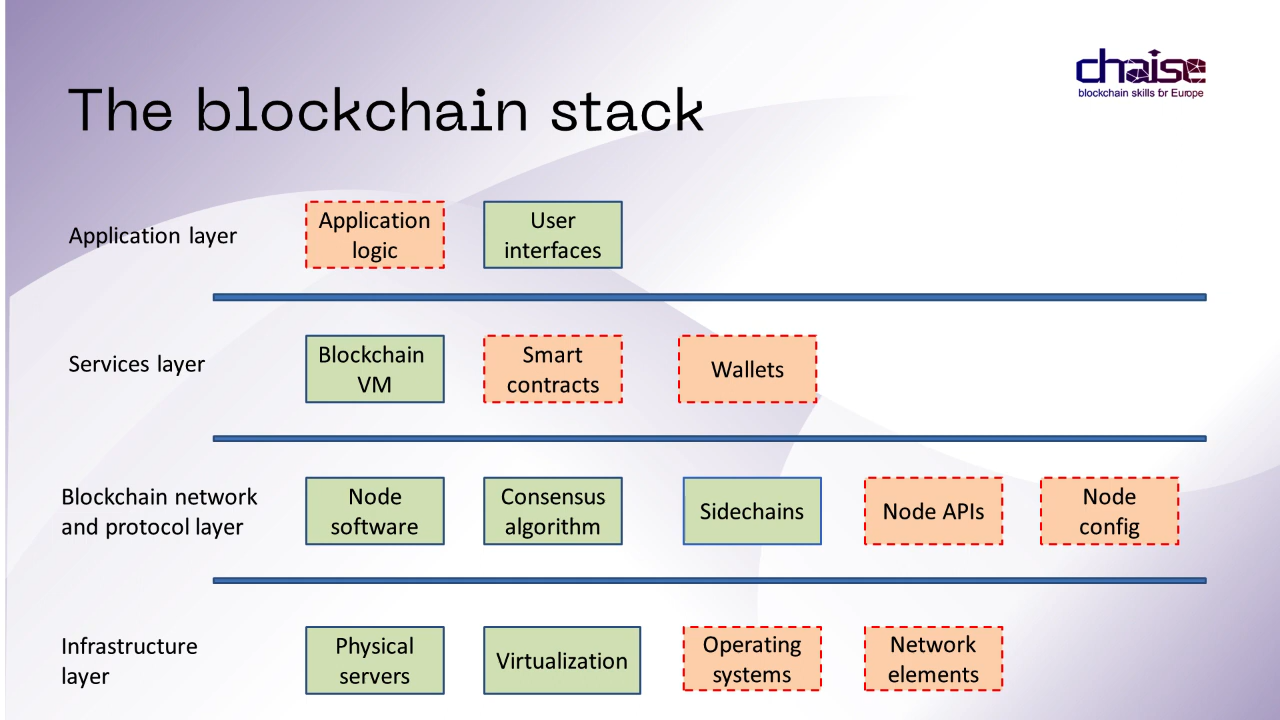 chaise
blockchain skills for Europe
The blockchain stack
Application layer
Application
logic
User
interfaces
Services layer
Blockchain
VM
Smart
contracts
Wallets
Blockchain network
and protocol layer
Node
software
Consensus
algorithm
Sidechains
Node APIs
Node
config
Infrastructure
layer
Physical
servers
Virtualization
Operating
systems
Network
elements